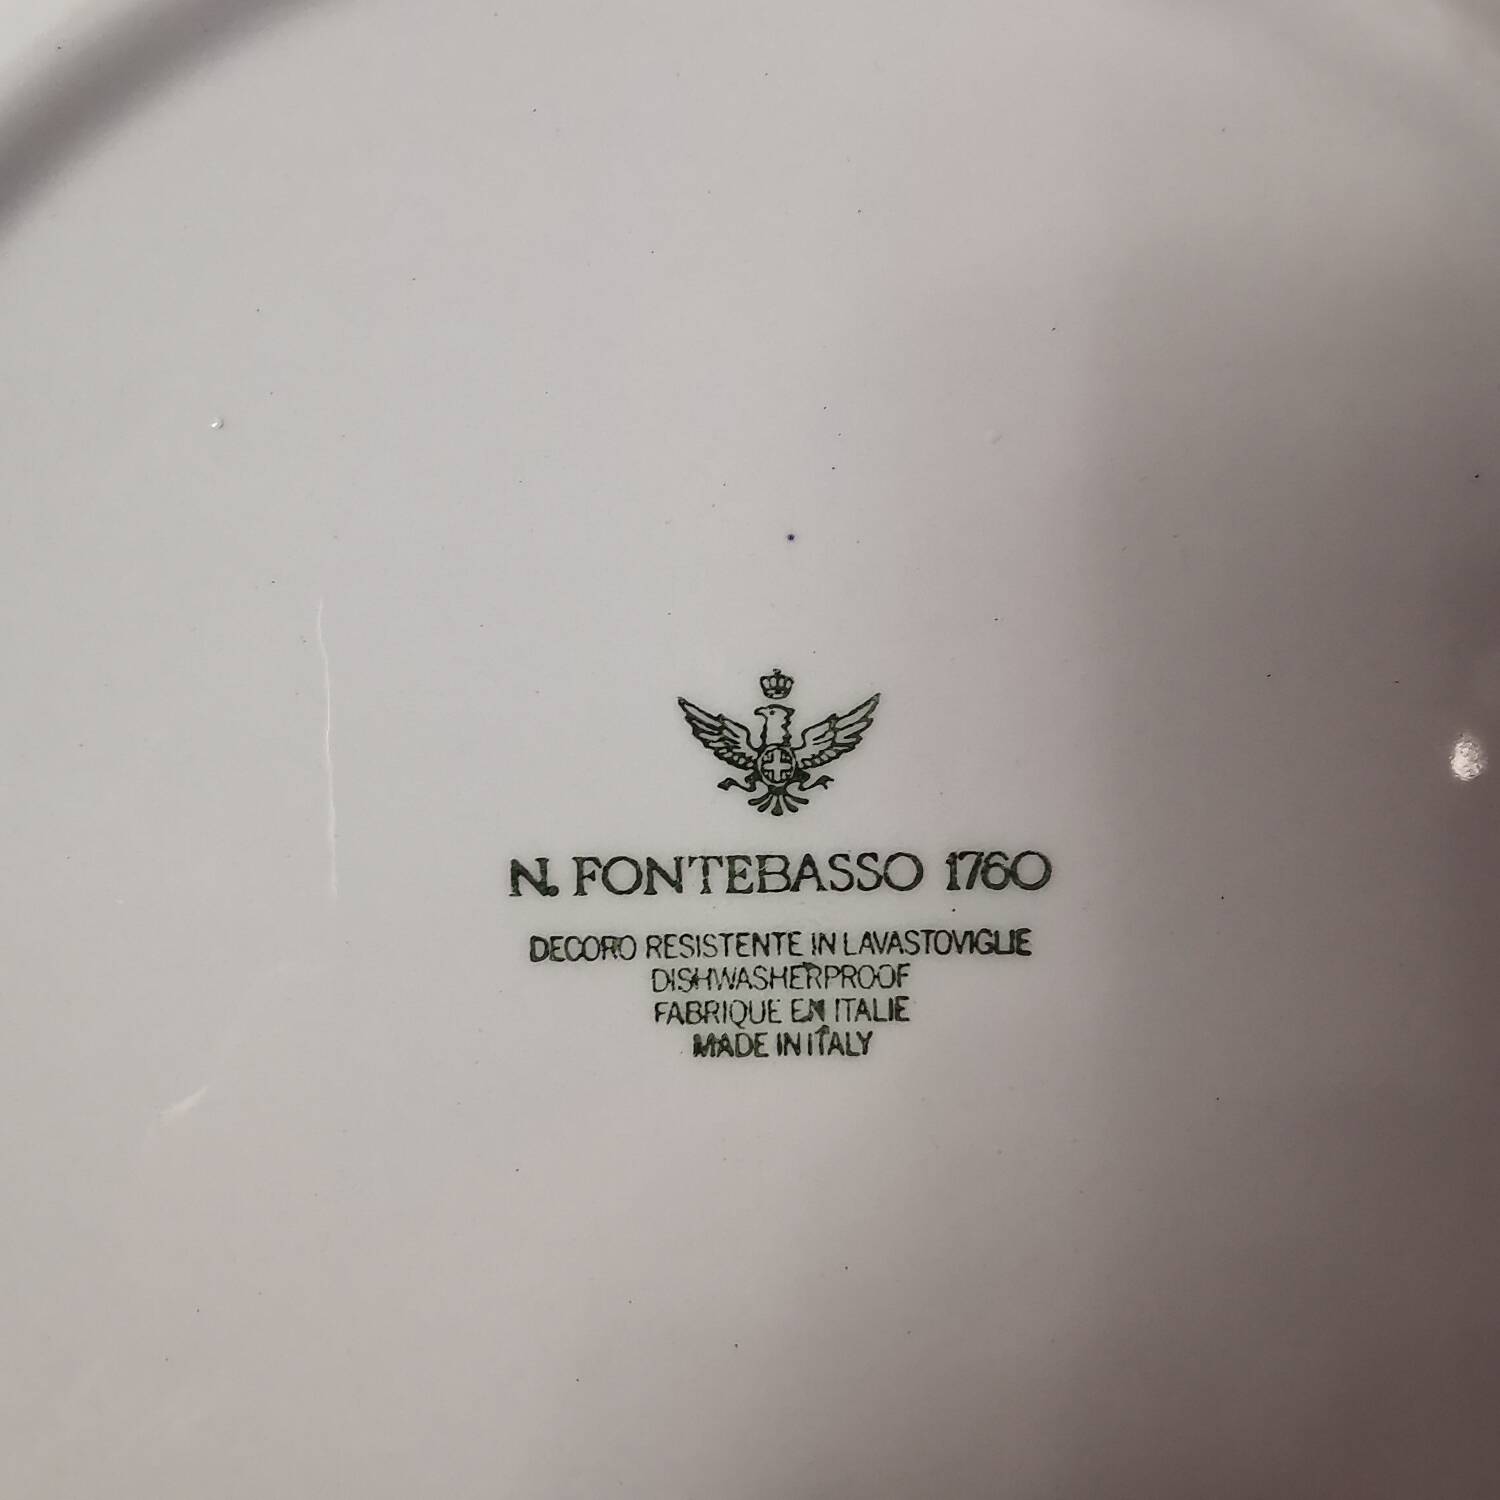 N. FONTEBASSO 1760
DECORO RESISTENTE IN LAVASTOVIGLIE
DISHWASHERPROOF
FABRIQUE EN ITALIE
MADE IN ITALY